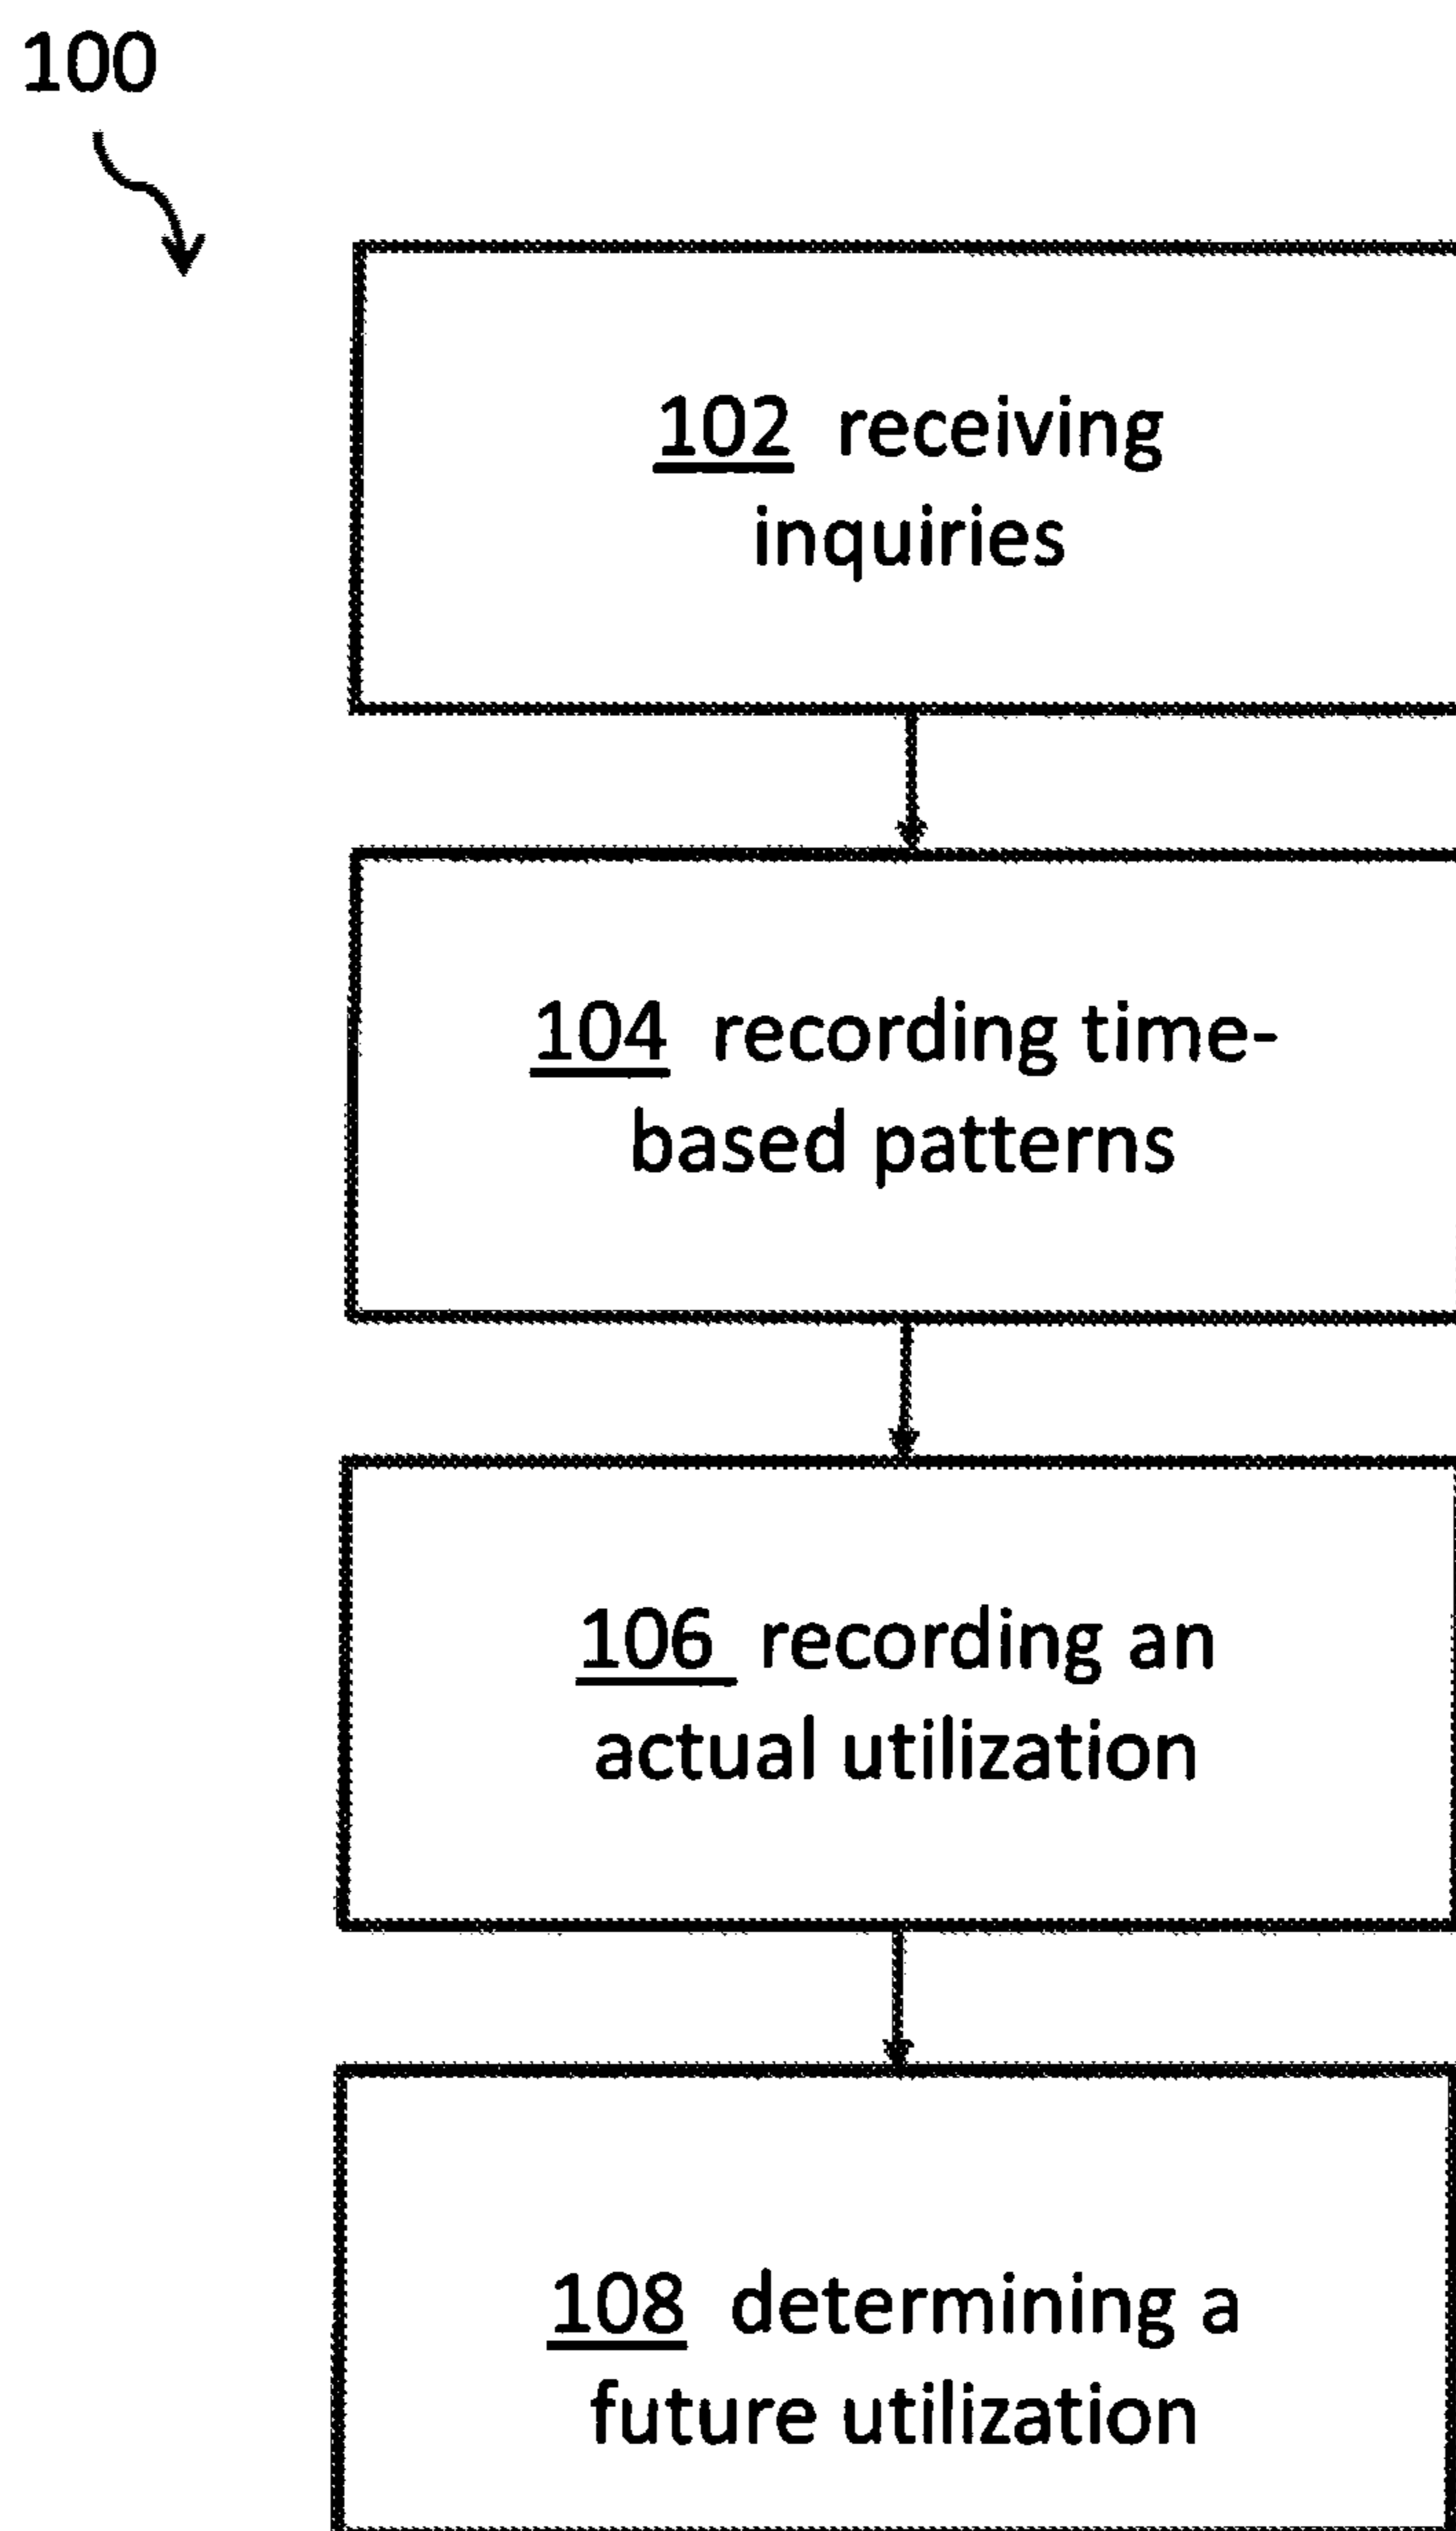 100
102 receiving
inquiries
104 recording time-
based patterns
106 recording an
actual utilization
108 determining a
future utilization